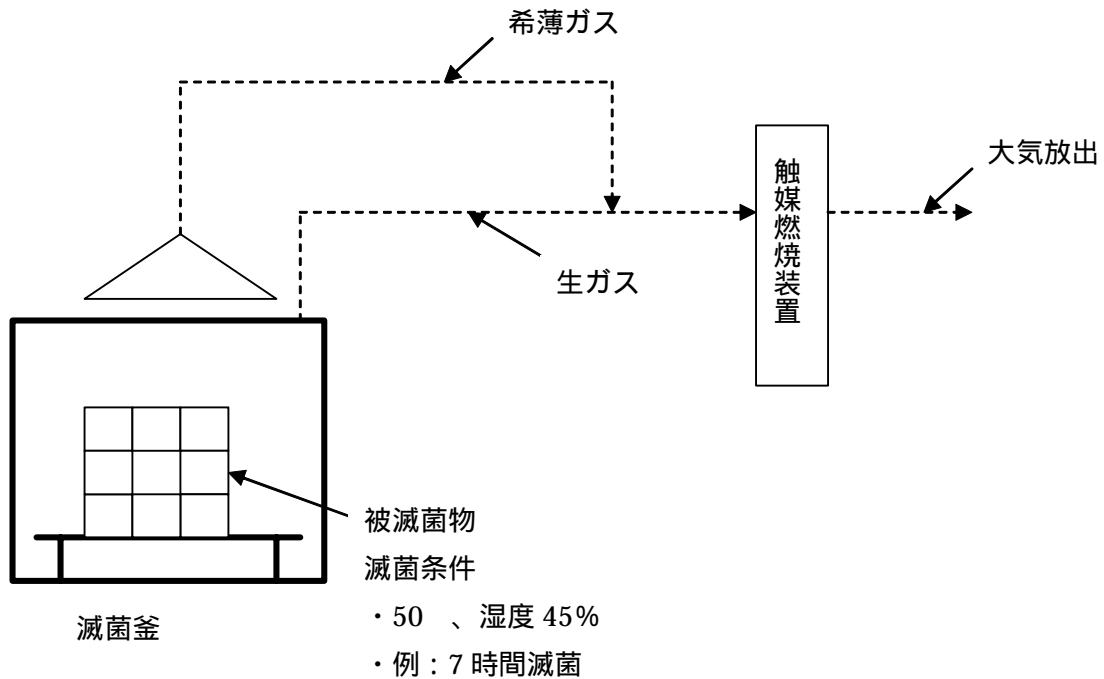 希薄ガス
大気放出
触媒燃焼装置
生ガス
被滅菌物
滅菌条件
・50　、湿度 45%
・例：7 時間滅菌
滅菌釜